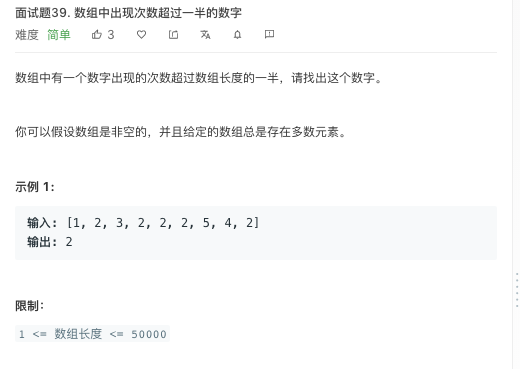 面试题39. 数组中出现次数超过一半的数字
难度 简单 3
数组中有一个数字出现的次数超过数组长度的一半，请找出这个数字。
你可以假设数组是非空的，并且给定的数组总是存在多数元素。
示例 1:
输入: [1, 2, 3, 2, 2, 2, 5, 4, 2]
输出: 2
限制：
1 <= 数组长度 <= 50000